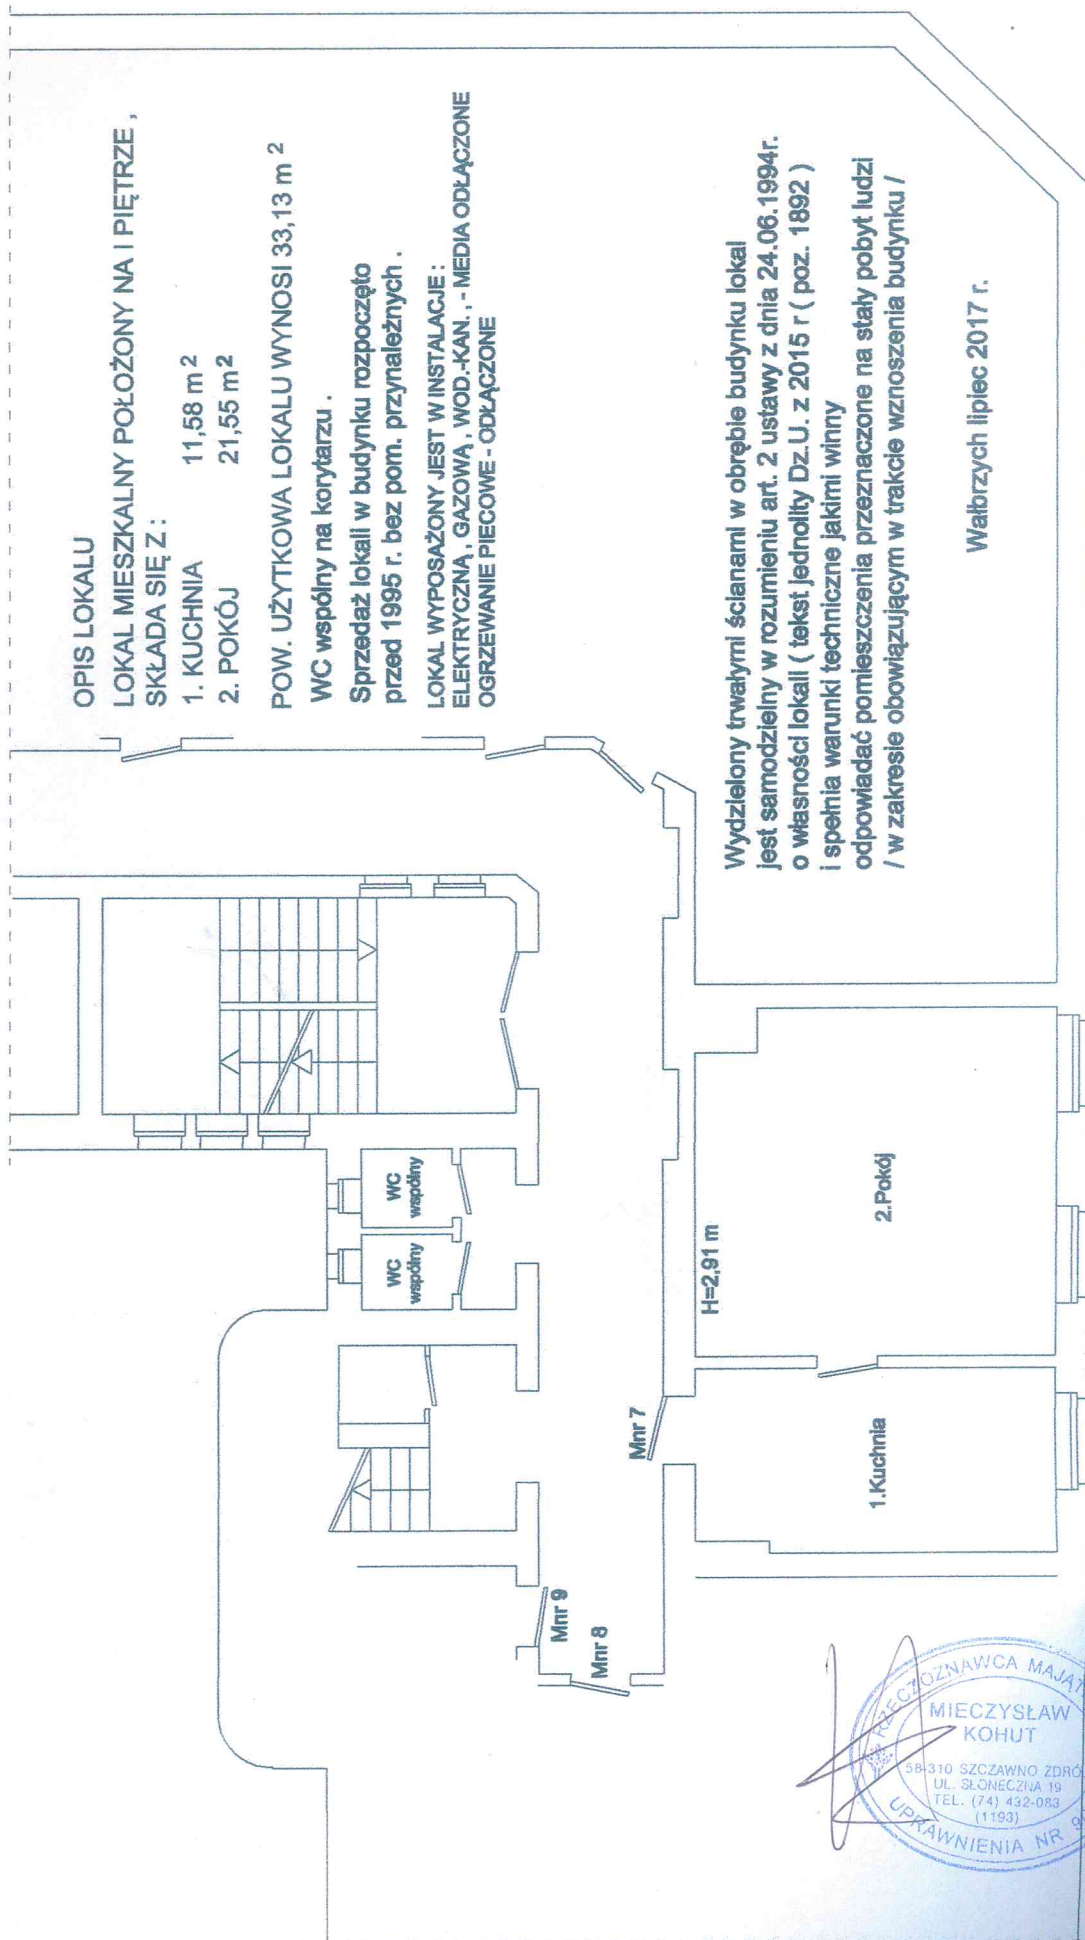 OPIS LOKALU
LOKAL MIESZKALNY POŁOŻONY NA I PIĘTRZE ,
SKŁADA SIĘ Z :
1. KUCHNIA 11,58 m 2
2. POKÓJ 21,55 m2
POW. UŻYTKOWA LOKALU WYNOSI 33,13 m 2
WC wspólny na korytarzu .
Sprzedaż lokali w budynku rozpoczęto
przed 1995 r. bez pom. przynależnych .
LOKAL WYPOSAŻONY JEST W INSTALACJE :
ELEKTRYCZNĄ , GAZOWĄ , WOD.-KAN. , - MEDIA ODŁĄCZONE
OGRZEWANIE PIECOWE - ODŁĄCZONE
Wydzielony trwałymi ścianami w obrębie budynku lokal
jest samodzielny w rozumieniu art. 2 ustawy z dnia 24.06.1994r.
o własności lokali ( tekst jednolity Dz.U. z 2015 r ( poz. 1892 )
i spełnia warunki techniczne jakimi winny
odpowiadać pomieszczenia przeznaczone na stały pobyt ludzi
/ w zakresie obowiązującym w trakcie wznoszenia budynku /
Wałbrzych lipiec 2017 r.
WC
wspólny
WC
wspólny
H=2,91 m
2.Pokój
Mnr 7
1.Kuchnia
Mnr 9
Mnr 8
RZECZOZNAWCA
MIECZYSŁAW
KOHUT
58-310 SZCZAWNO ZDRÓ
UL. SŁONECZNA 19
TEL. (74) 432-083
(1193)
UPRAWNIENIA NR